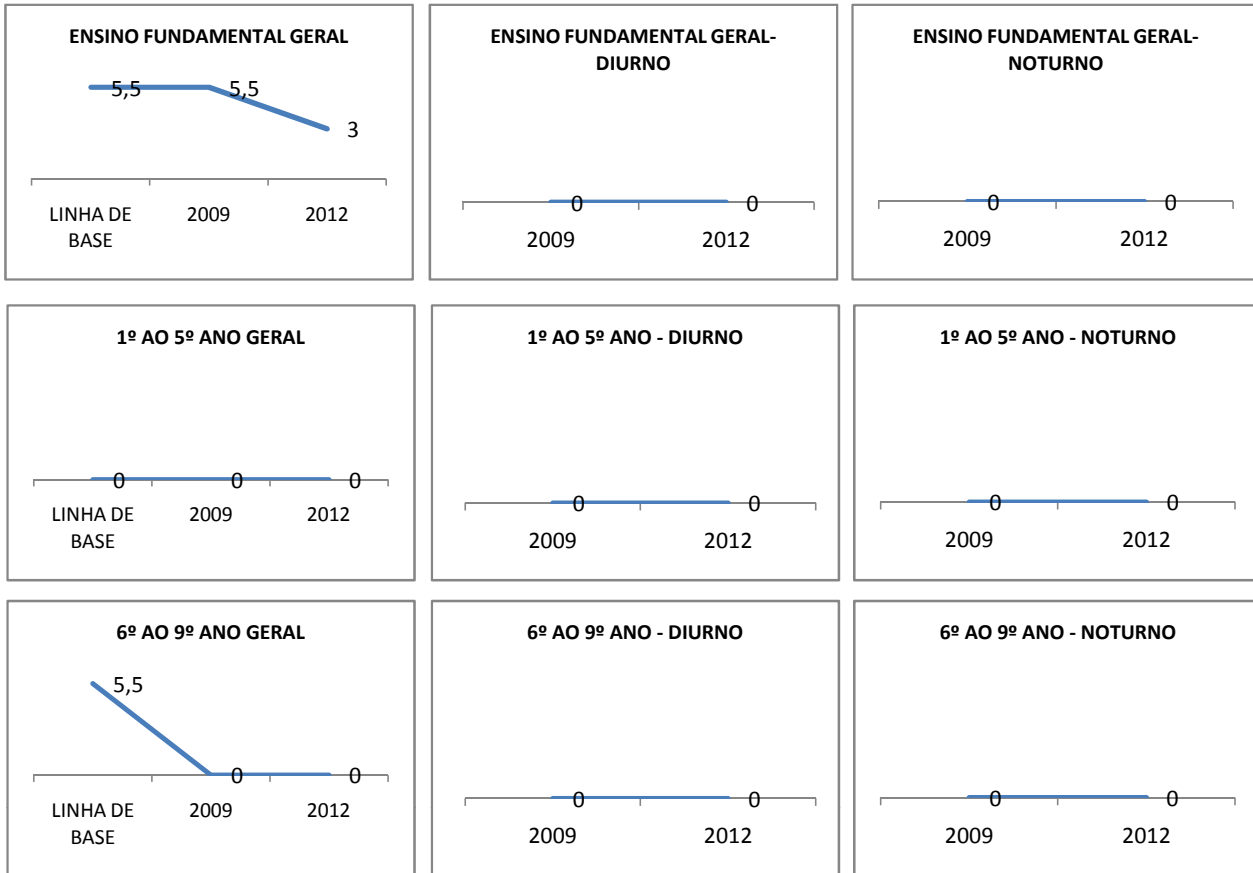 ENSINO FUNDAMENTAL GERAL
5,5
5,5
3
LINHA DE
BASE
2009
2012
ENSINO FUNDAMENTAL GERAL-
DIURNO
0
0
2009
2012
ENSINO FUNDAMENTAL GERAL-
NOTURNO
0
0
2009
2012
1º AO 5º ANO GERAL
0
0
0
LINHA DE
BASE
2009
2012
1º AO 5º ANO - DIURNO
0
0
2009
2012
1º AO 5º ANO - NOTURNO
0
0
2009
2012
6º AO 9º ANO GERAL
5,5
0
0
LINHA DE
BASE
2009
2012
6º AO 9º ANO - DIURNO
0
0
2009
2012
6º AO 9º ANO - NOTURNO
0
0
2009
2012